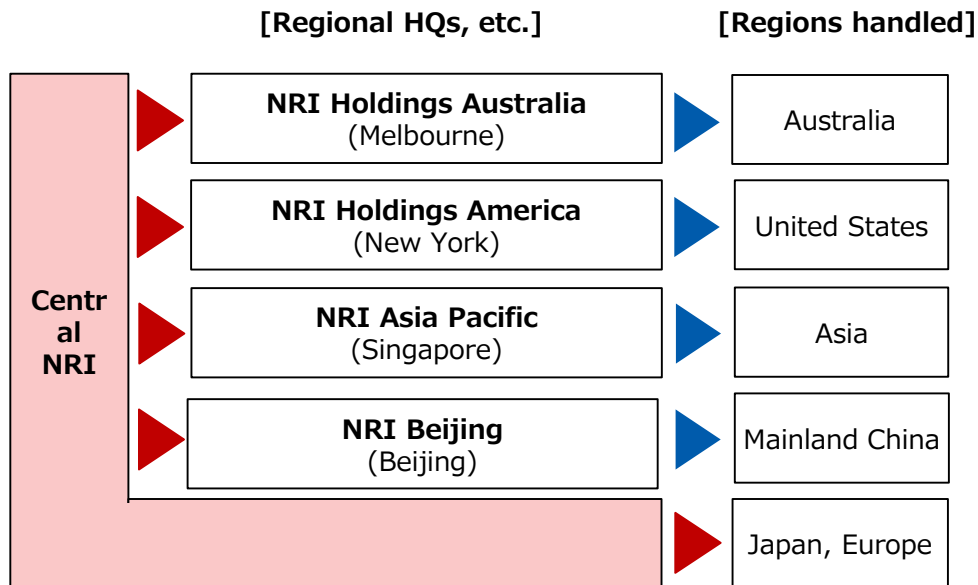 [Regional HQs, etc.]
[Regions handled]
Centr
al
NRI
NRI Holdings Australia
(Melbourne)
Australia
NRI Holdings America
(New York)
United States
NRI Asia Pacific
(Singapore)
Asia
NRI Beijing
(Beijing)
Mainland China
Japan, Europe